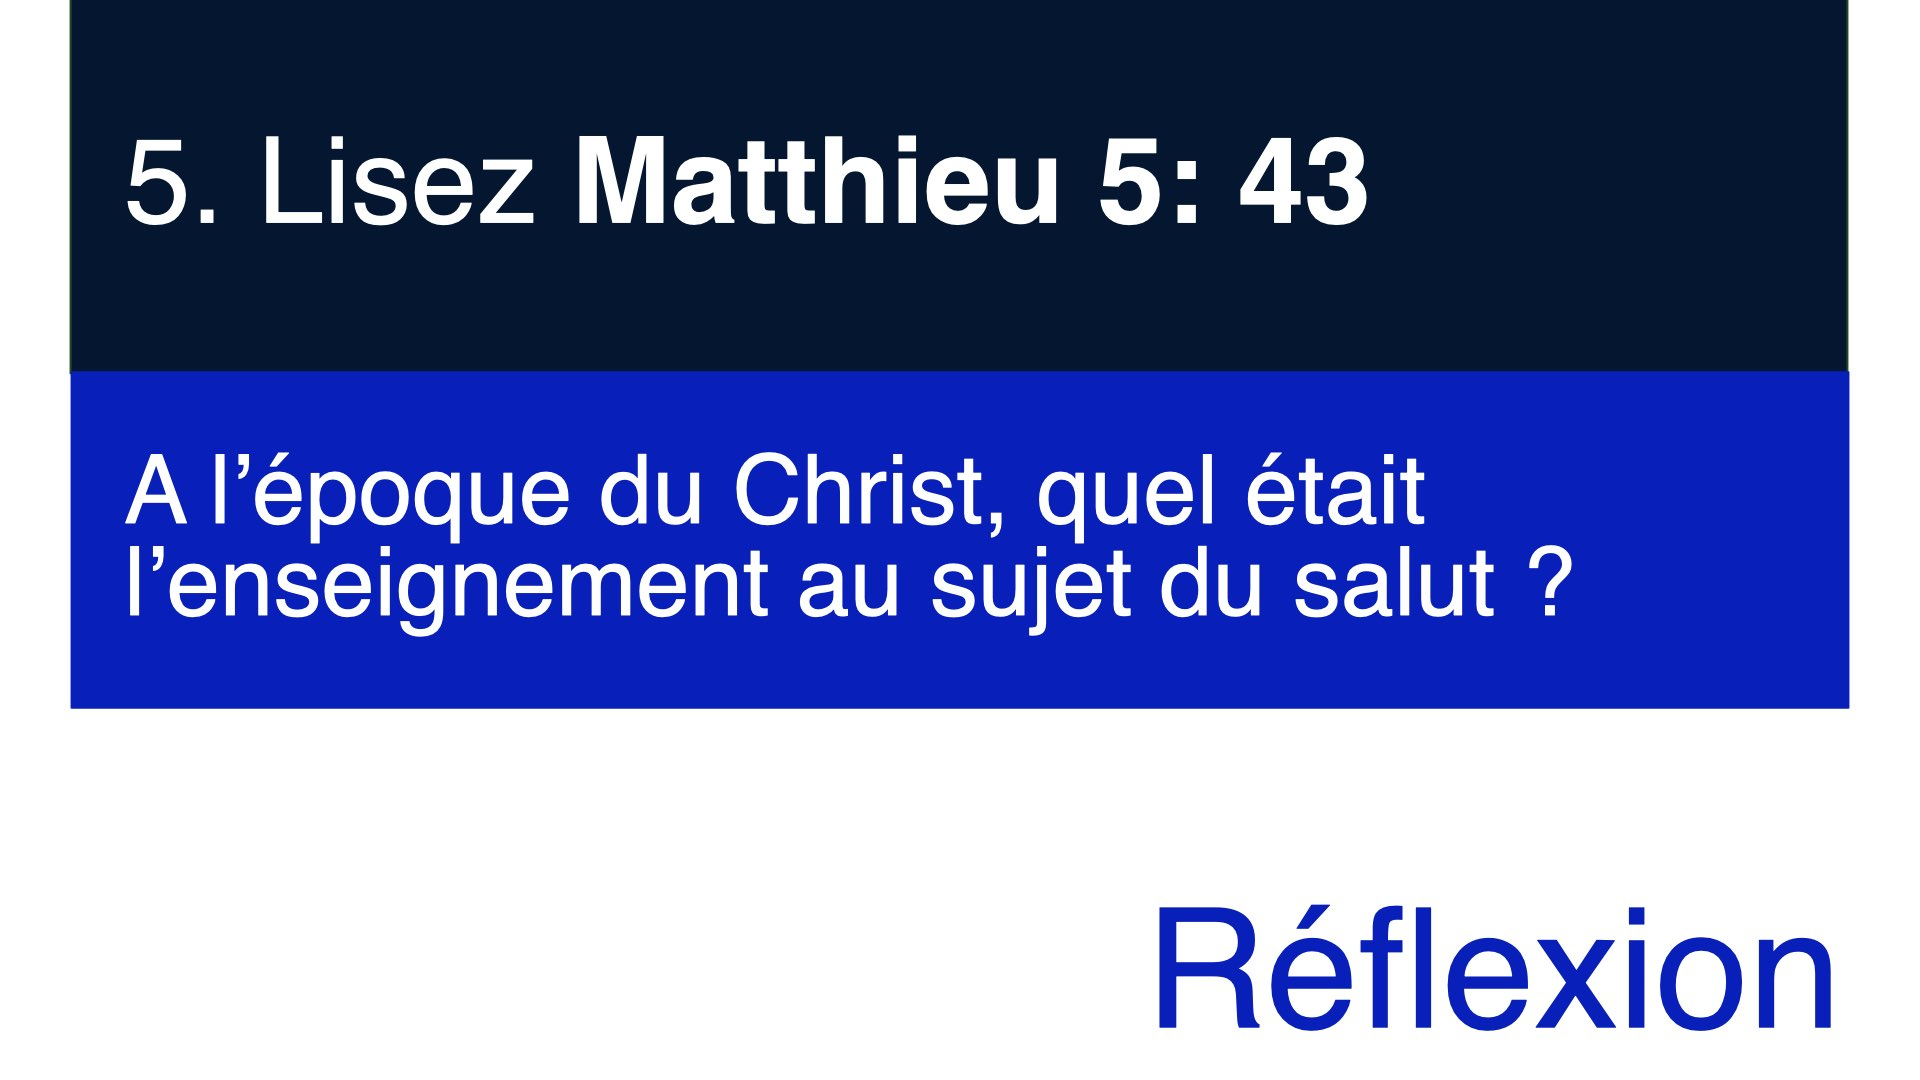 5. Lisez Matthieu 5: 43
A l’époque du Christ, quel était
l’enseignement au sujet du salut ?
Réflexion